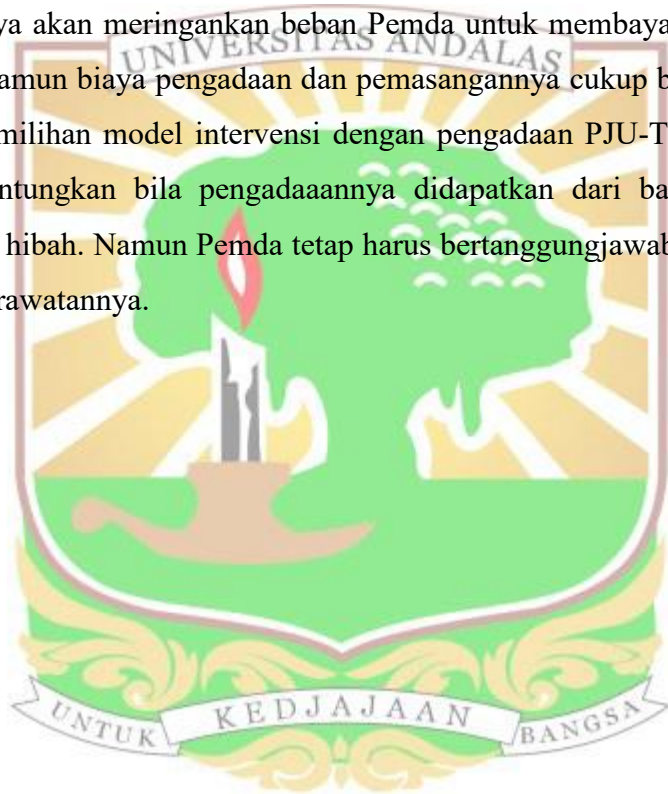 ya akan meringankan beban Pemda untuk membaya
UNIVERSITAS ANDALAS
amun biaya pengadaan dan pemasangannya cukup b
milihan model intervensi dengan pengadaan PJU-T
ntungkan bila pengadaaannya didapatkan dari ba
hibah. Namun Pemda tetap harus bertanggungjawab
rawatannya.
UNTUK KEDJAJAAN BANGSA